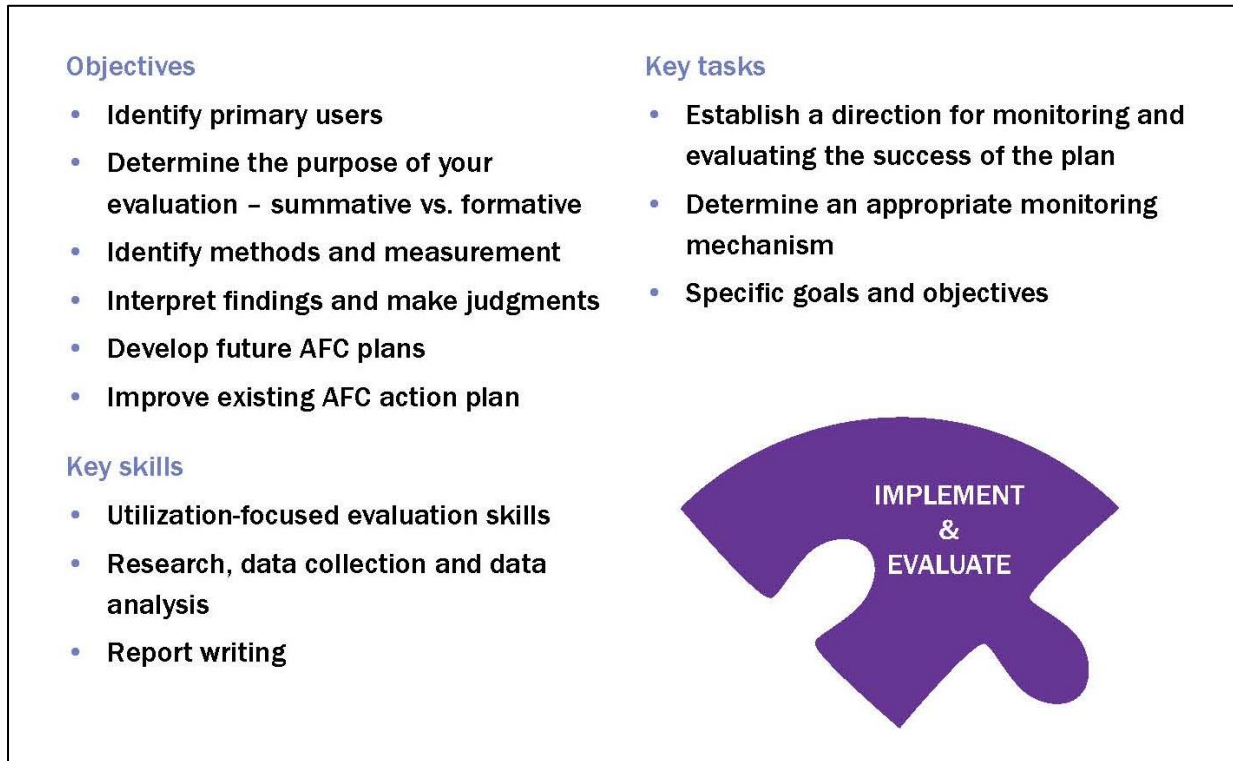 Objectives
• Identify primary users
• Determine the purpose of your
evaluation – summative vs. formative
• Identify methods and measurement
• Interpret findings and make judgments
• Develop future AFC plans
• Improve existing AFC action plan
Key skills
• Utilization-focused evaluation skills
• Research, data collection and data
analysis
• Report writing
Key tasks
• Establish a direction for monitoring and
evaluating the success of the plan
• Determine an appropriate monitoring
mechanism
• Specific goals and objectives
IMPLEMENT
&
EVALUATE